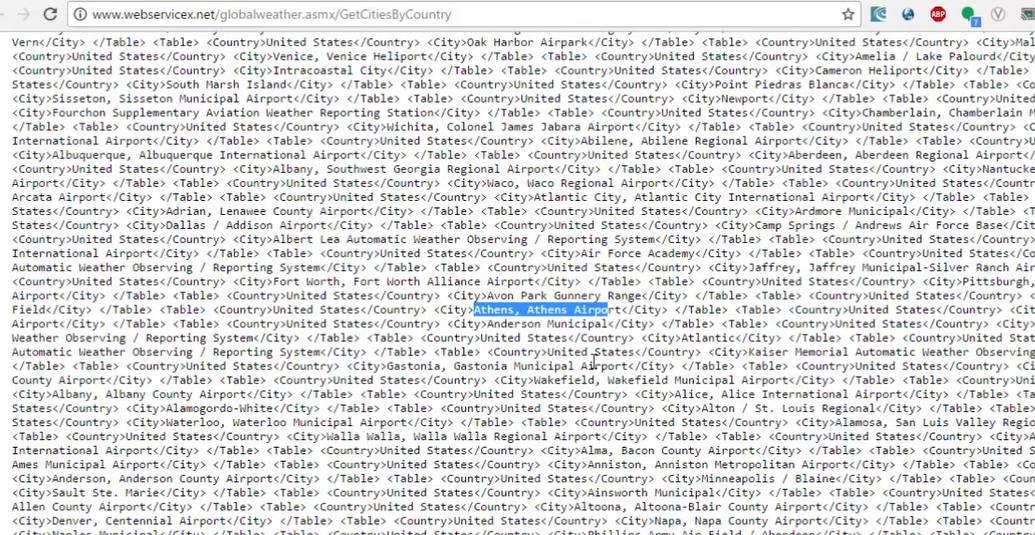 www.webservicex.net/globalweather.asmx/GetCitiesByCountry
ABP
7
Vern</City> </Table> <Table> <Country>United States</Country> <City>Oak Harbor Airpark</City> </Table> <Table> <Country>United States</Country> <City>Mal
<Country>United States</Country> <City>Venice, Venice Heliport</City> </Table> <Table> <Country>United States</Country> <City>Amelia / Lake Palourd</City>
<Country>United States</Country> <City>Intracoastal City</City> </Table> <Table> <Country>United States</Country> <City>Cameron Heliport</City> </Table>
States</Country> <City>South Marsh Island</City> </Table> <Table> <Country>United States</Country> <City>Point Piedras Blanca</City> </Table> <Table>
<City>Sisseton, Sisseton Municipal Airport</City> </Table> <Table> <Country>United States</Country> <City>Newport</City> </Table> <Table> <Country>United
<City>Fourchon Supplementary Aviation Weather Reporting Station</City> </Table> <Table> <Country>United States</Country> <City>Chamberlain, Chamberlain M
</Table> <Table> <Country>United States</Country> <City>Wichita, Colonel James Jabara Airport</City> </Table> <Table> <Country>United States</Country>
International Airport</City> </Table> <Table> <Country>United States</Country> <City>Abilene, Abilene Regional Airport</City> </Table> <Table> <Country>
<City>Albuquerque, Albuquerque International Airport</City> </Table> <Table> <Country>United States</Country> <City>Aberdeen, Aberdeen Regional Airport</
<City>Albany, Southwest Georgia Regional Airport</City> </Table> <Table> <Country>United States</Country> <City>Nantucke
Airport</City> </Table> <Table> <Country>United States</Country> <City>Waco, Waco Regional Airport</City> </Table> <Table> <Country>United States</Countr
Arcata Airport</City> </Table> <Table> <Country>United States</Country> <City>Atlantic City, Atlantic City International Airport</City> </Table> <Table>
States</Country> <City>Adrian, Lenawee County Airport</City> </Table> <Table> <Country>United States</Country> <City>Ardmore Municipal</City> </Table>
<Country>United States</Country> <City>Dallas / Addison Airport</City> </Table> <Table> <Country>United States</Country> <City>Camp Springs / Andrews Air Force Base</City>
<Country>United States</Country> <City>Albert Lea Automatic Weather Observing / Reporting System</City> </Table> <Table> <Country>United States</Country>
International Airport</City> </Table> <Table> <Country>United States</Country> <City>Air Force Academy</City> </Table> <Table> <Country>United States</Co
Automatic Weather Observing / Reporting System</City> </Table> <Table> <Country>United States</Country> <City>Jaffrey, Jaffrey Municipal-Silver Ranch Air
<Country>United States</Country> <City>Fort Worth, Fort Worth Alliance Airport</City> </Table> <Table> <Country>United States</Country> <City>Pittsburgh,
Airport</City> </Table> <Table> <Country>United States</Country> <City>Avon Park Gunnery Range</City> </Table> <Table> <Country>United States</Country>
Field</City> </Table> <Table> <Country>United States</Country> <City>Athens, Athens Airport</City> </Table> <Table> <Country>United States</Country>
Airport</City> </Table> <Table> <Country>United States</Country> <City>Anderson Municipal</City> </Table> <Table> <Country>United States</Country>
Weather Observing / Reporting System</City> </Table> <Table> <Country>United States</Country> <City>Atlantic</City> </Table> <Table> <Country>United
Automatic Weather Observing / Reporting System</City> </Table> <Table> <Country>United States</Country> <City>Kaiser Memorial Automatic Weather Observing
</Table> <Table> <Country>United States</Country> <City>Gastonia, Gastonia Municipal Airport</City> </Table> <Table> <Country>United States</Country>
County Airport</City> </Table> <Table> <Country>United States</Country> <City>Wakefield, Wakefield Municipal Airport</City> </Table> <Table> <Country>
<City>Albany, Albany County Airport</City> </Table> <Table> <Country>United States</Country> <City>Alice, Alice International Airport</City> </Table>
States</Country> <City>Alamogordo-White</City> </Table> <Table> <Country>United States</Country> <City>Alton / St. Louis Regional</City> </Table> <Table>
States</Country> <City>Waterloo, Waterloo Municipal Airport</City> </Table> <Table> <Country>United States</Country> <City>Alamosa, San Luis Valley Regio
<Table> <Country>United States</Country> <City>Walla Walla, Walla Walla Regional Airport</City> </Table> <Table> <Country>United States</Country>
International Airport</City> </Table> <Table> <Country>United States</Country> <City>Alma, Bacon County Airport</City> </Table> <Table> <Country>United
Ames Municipal Airport</City> </Table> <Table> <Country>United States</Country> <City>Anniston, Anniston Metropolitan Airport</City> </Table> <Table>
<City>Anderson, Anderson County Airport</City> </Table> <Table> <Country>United States</Country> <City>Minneapolis / Blaine</City> </Table> <Table>
<City>Sault Ste. Marie</City> </Table> <Table> <Country>United States</Country> <City>Ainsworth Municipal</City> </Table> <Table> <Country>United States<
Allen County Airport</City> </Table> <Table> <Country>United States</Country> <City>Altoona, Altoona-Blair County Airport</City> </Table> <Table>
<City>Denver, Centennial Airport</City> </Table> <Table> <Country>United States</Country> <City>Napa, Napa County Airport</City> </Table> <Table>